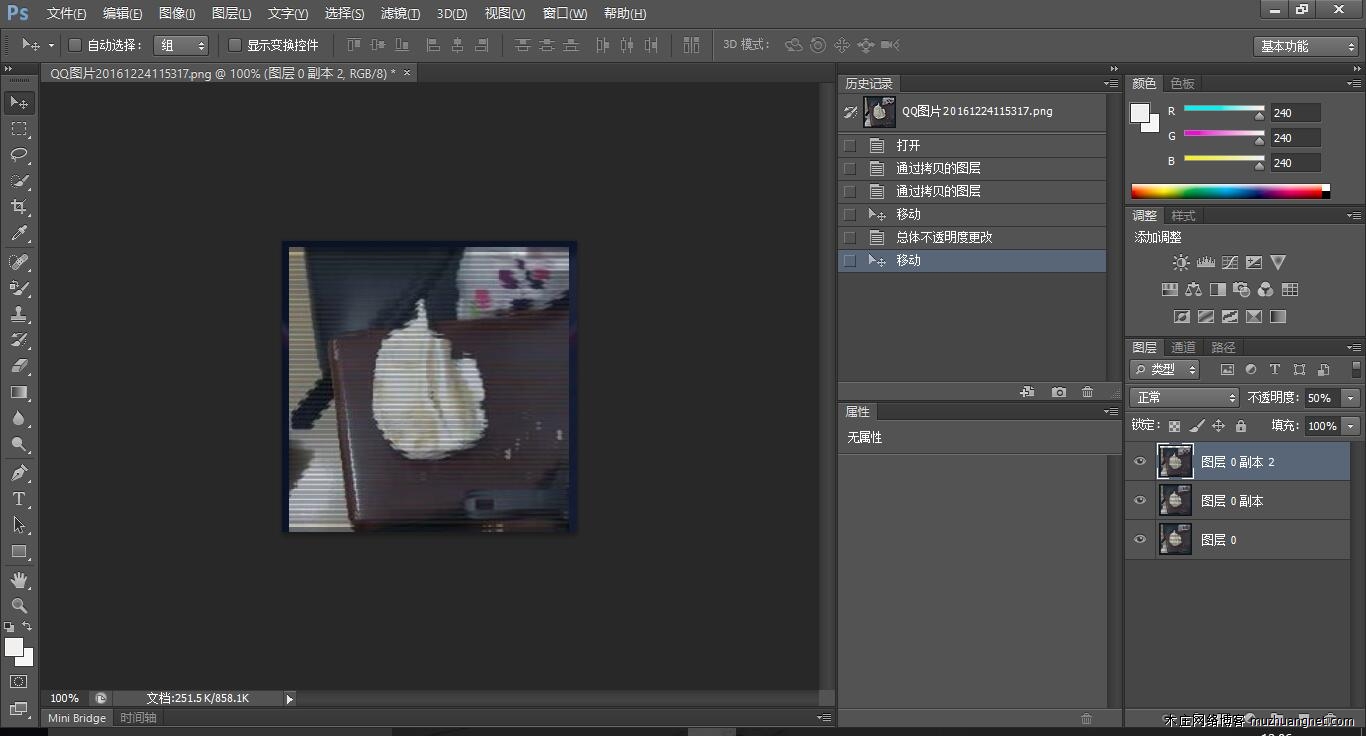 Ps 文件(F) 编辑(E) 图像(I) 图层(L) 文字(Y) 选择(S) 滤镜(T) 3D(D) 视图(V) 窗口(W) 帮助(H)
自动选择： 组 显示变换控件 3D 模式： 基本功能
QQ图片20161224115317.png @ 100% (图层 0 副本 2, RGB/8) * ×
历史记录
QQ图片20161224115317.png
打开
通过拷贝的图层
通过拷贝的图层
移动
总体不透明度更改
移动
属性
无属性
颜色 色板
R 240
G 240
B 240
调整 样式
添加调整
图层 通道 路径
类型
正常 不透明度： 50%
锁定： 填充： 100%
图层 0 副本 2
图层 0 副本
图层 0
T
100% 文档:251.5K/858.1K
Mini Bridge 时间轴
木庄网络博客 muzhuangnet.com